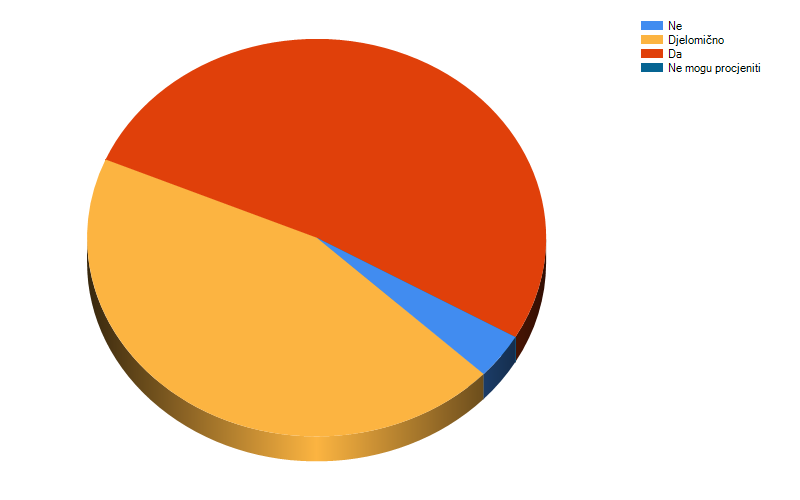 Ne
Djelomično
Da
Ne mogu procjeniti